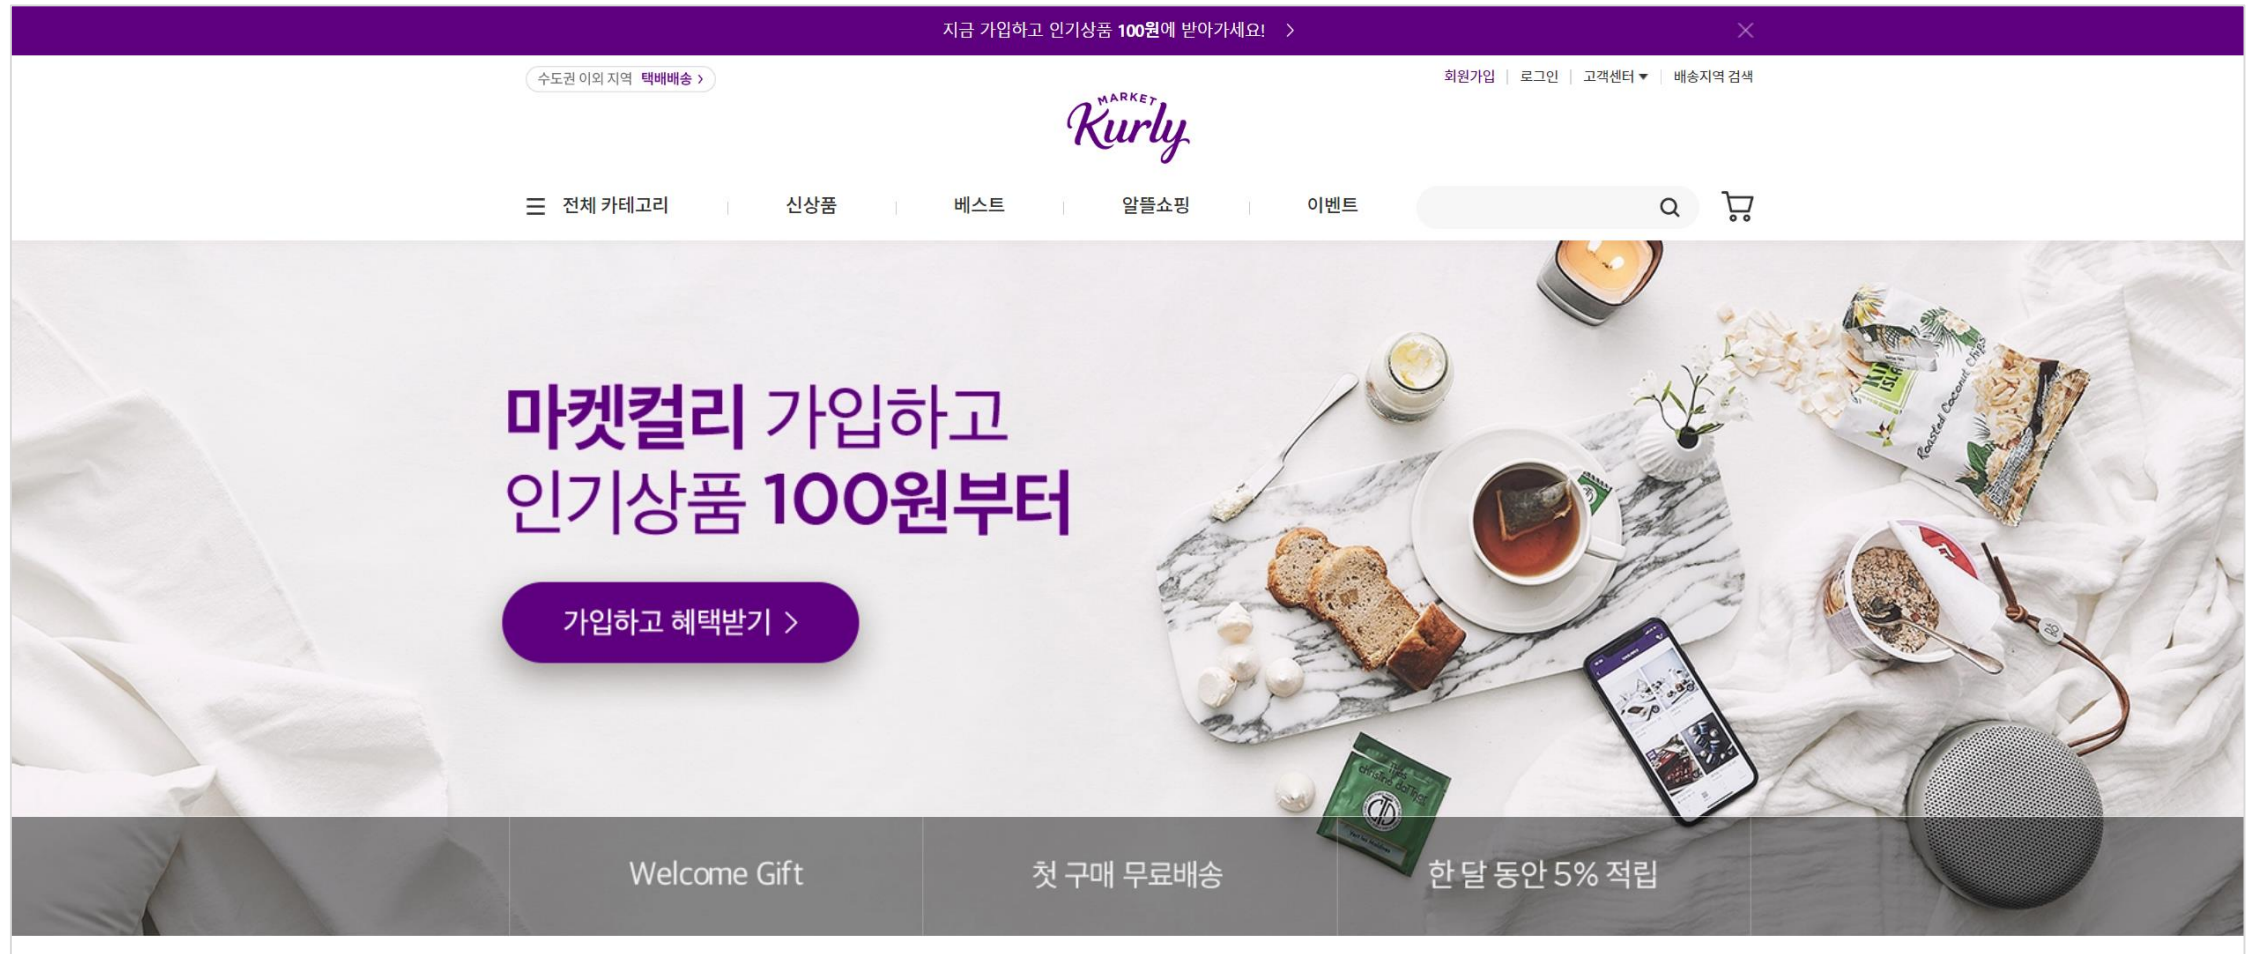 지금 가입하고 인기상품 100원에 받아가세요!
수도권 이외 지역 택배배송
회원가입 로그인 고객센터 배송지역 검색
MARKET
Kurly
전체 카테고리 신상품 베스트 알뜰쇼핑 이벤트
마켓컬리 가입하고
인기상품 100원부터
가입하고 혜택받기
Roasted Coconut Chips
Welcome Gift 첫 구매 무료배송 한 달 동안 5% 적립